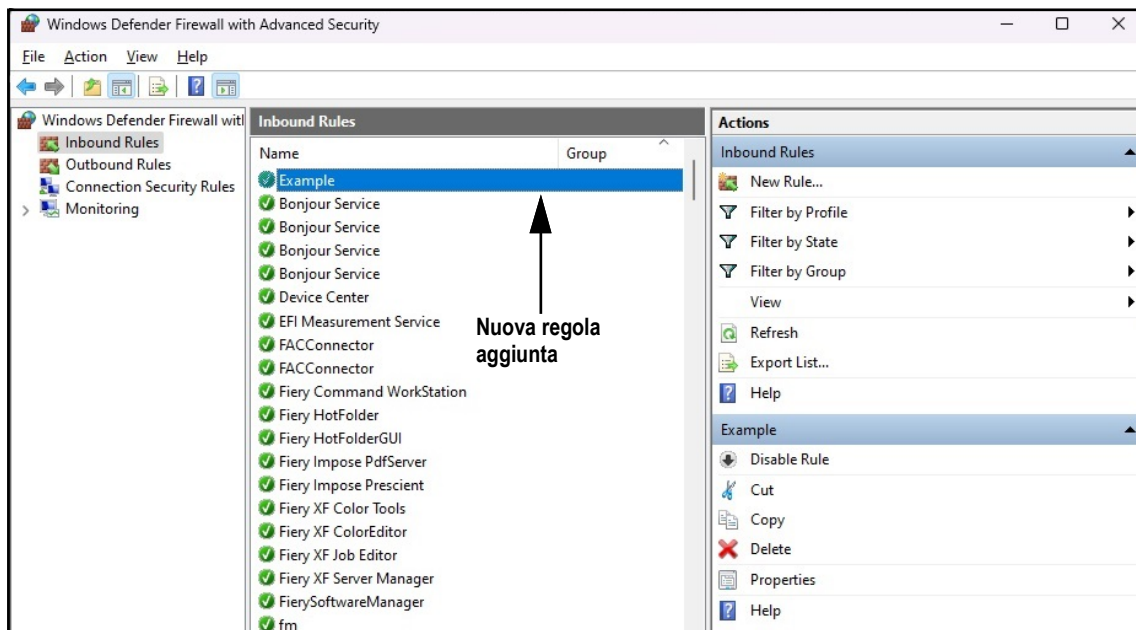 Windows Defender Firewall with Advanced Security
File Action View Help
Windows Defender Firewall witl
Inbound Rules
Outbound Rules
Connection Security Rules
Monitoring
Inbound Rules
Name Group
Example
Bonjour Service
Bonjour Service
Bonjour Service
Bonjour Service
Device Center
EFI Measurement Service
FACConnector
FACConnector
Fiery Command WorkStation
Fiery HotFolder
Fiery HotFolderGUI
Fiery Impose PdfServer
Fiery Impose Prescient
Fiery XF Color Tools
Fiery XF ColorEditor
Fiery XF Job Editor
Fiery XF Server Manager
FierySoftwareManager
fm
Nuova regola
aggiunta
Actions
Inbound Rules
New Rule...
Filter by Profile
Filter by State
Filter by Group
View
Refresh
Export List...
Help
Example
Disable Rule
Cut
Copy
Delete
Properties
Help